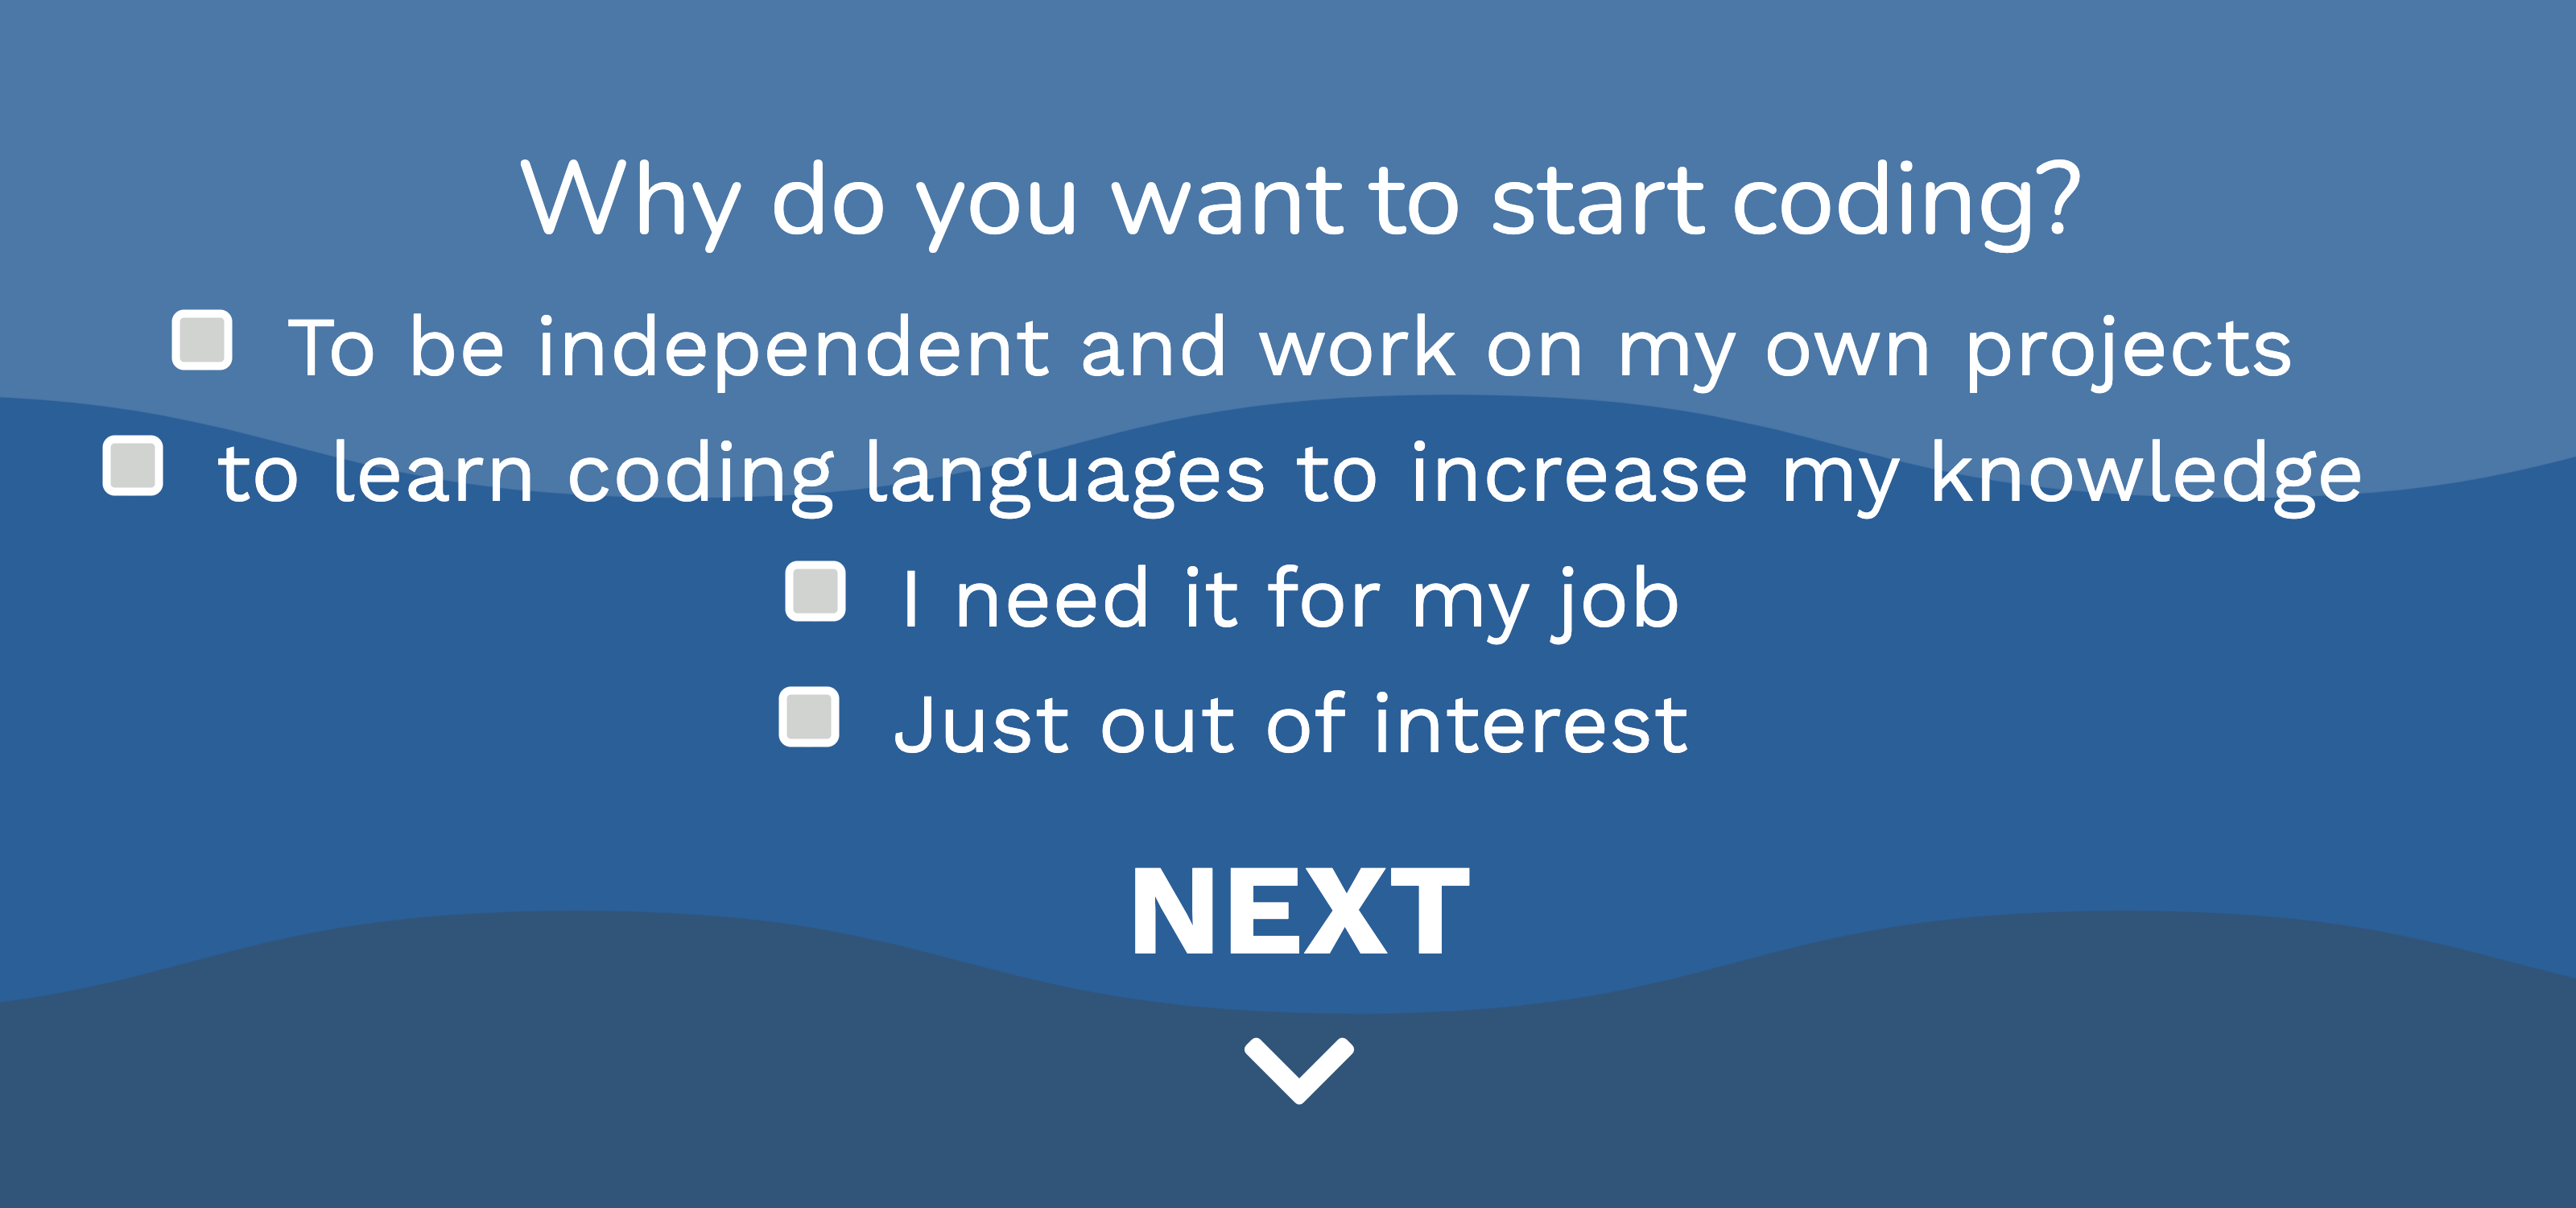 Why do you want to start coding?
To be independent and work on my own projects
to learn coding languages to increase my knowledge
I need it for my job
Just out of interest
NEXT